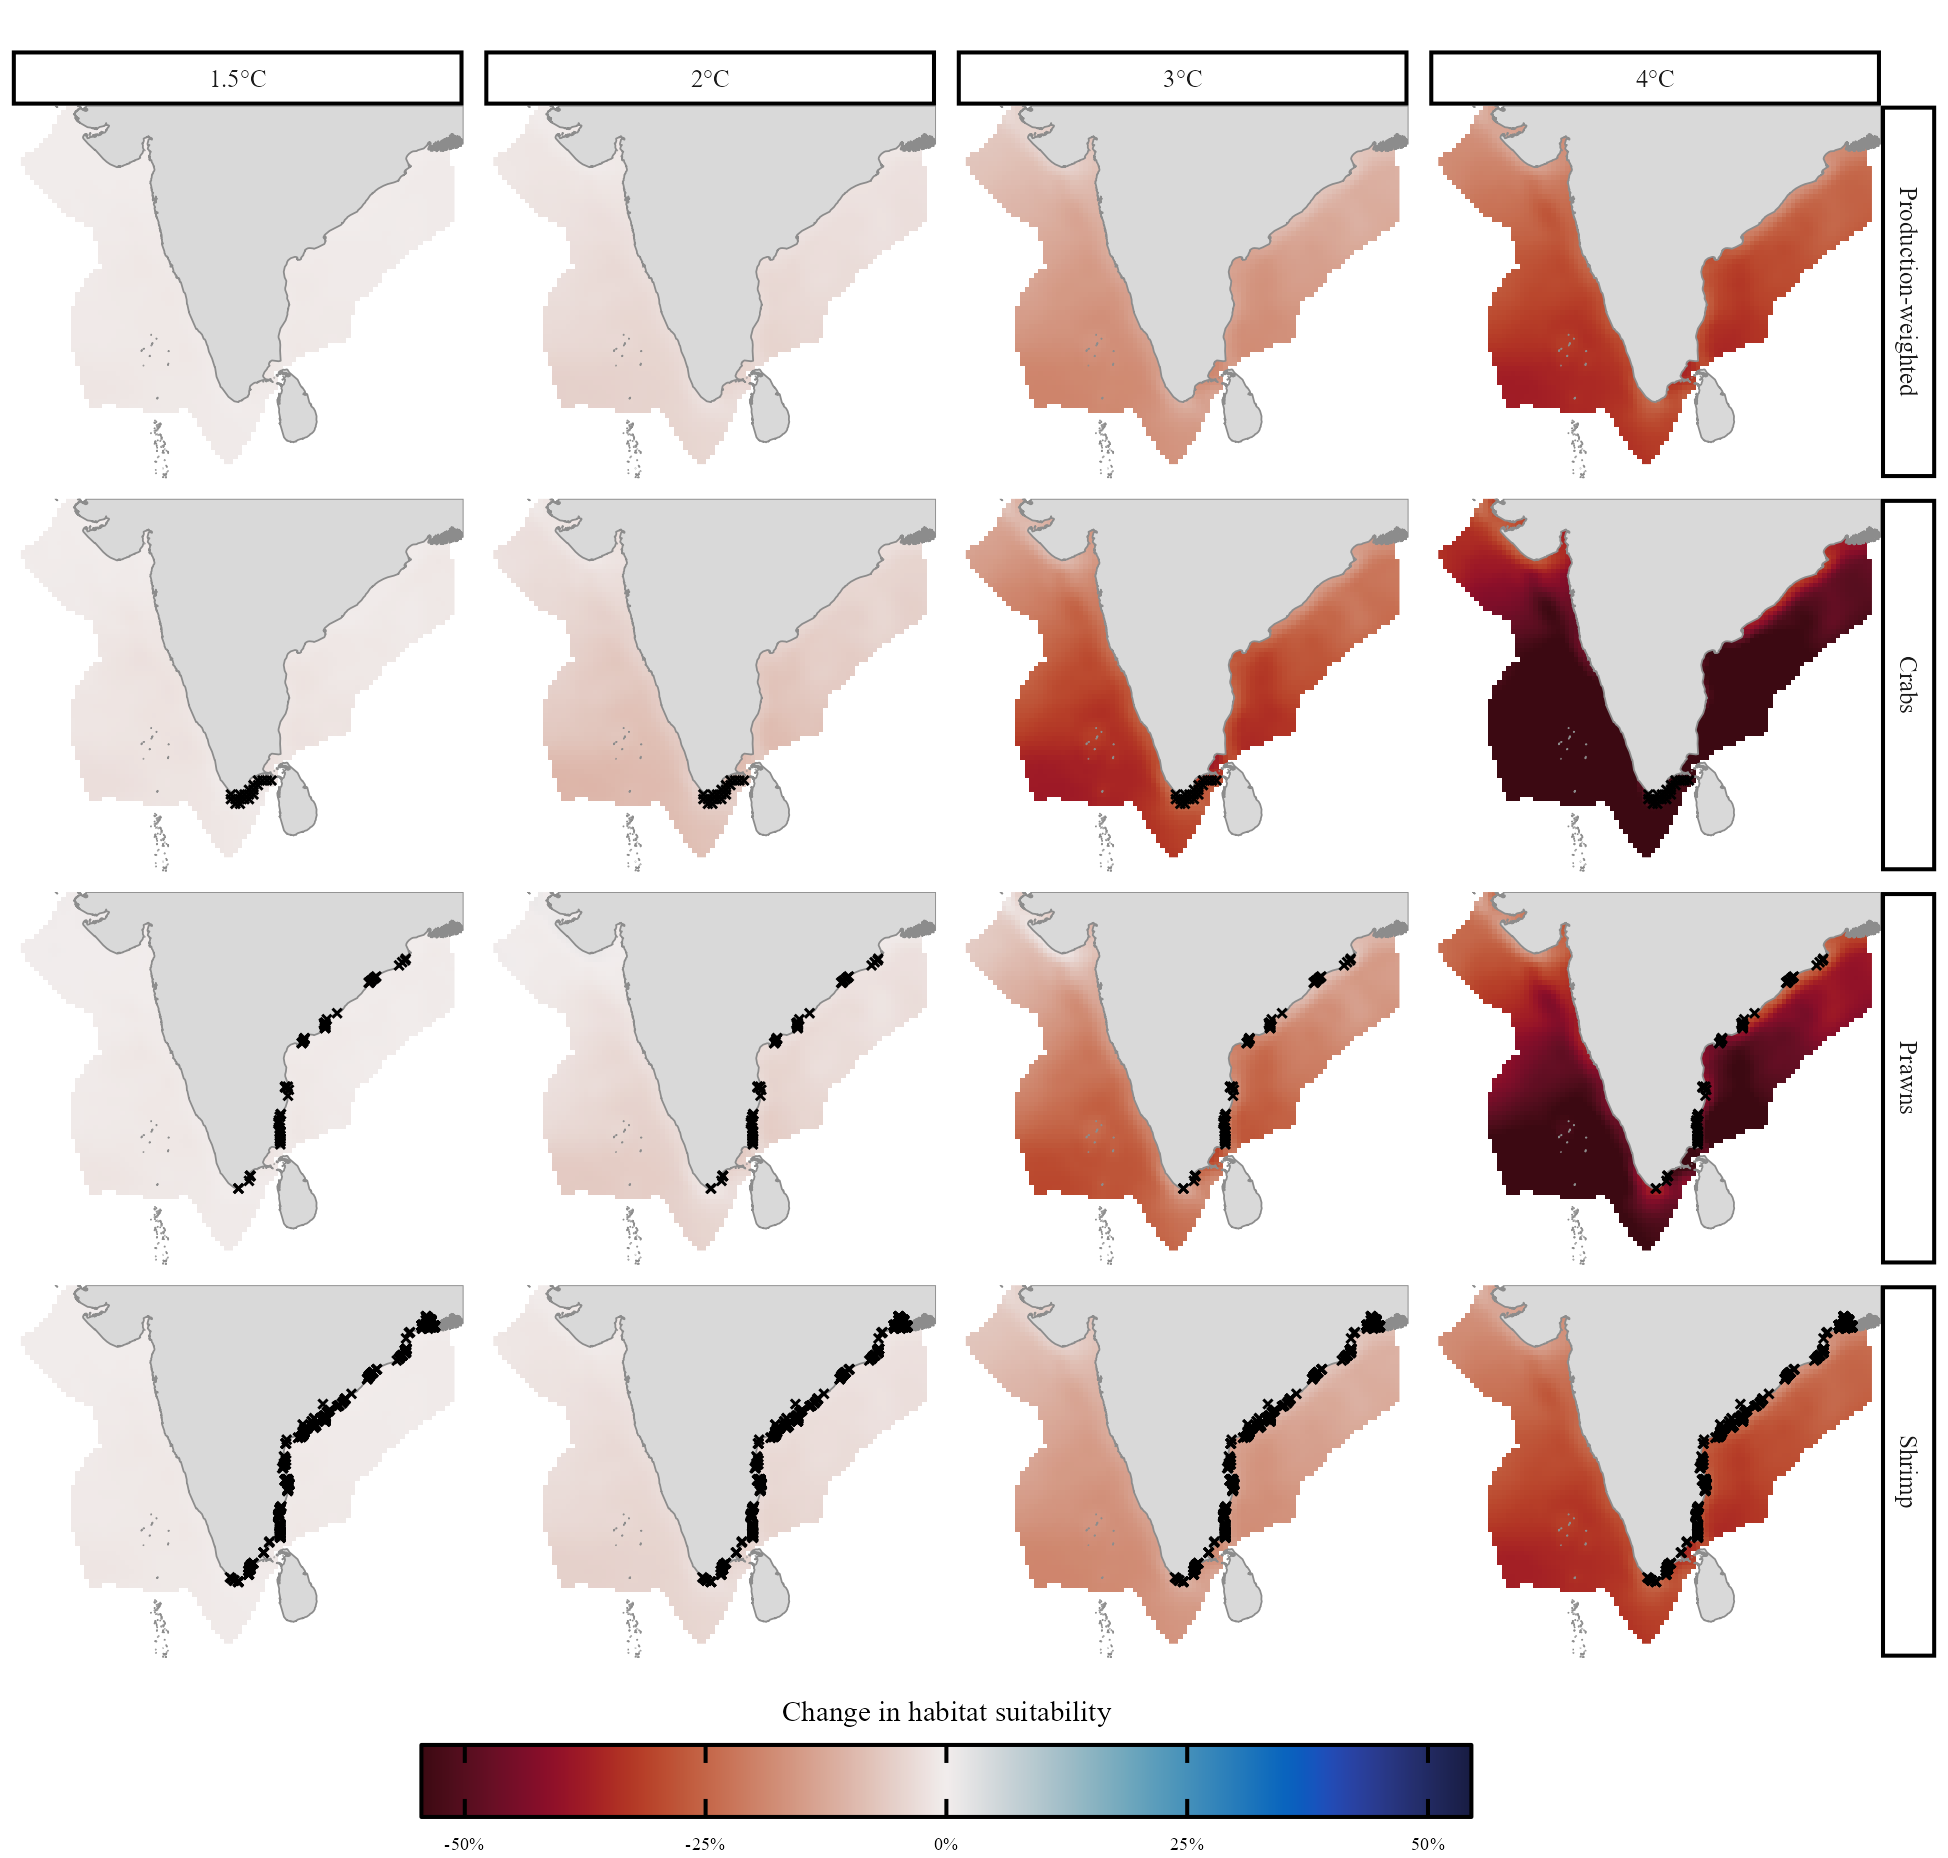 1.5°C
2°C
3°C
4°C
Production-weighted
Crabs
Prawns
Shrimp
Change in habitat suitability
-50%
-25%
0%
25%
50%